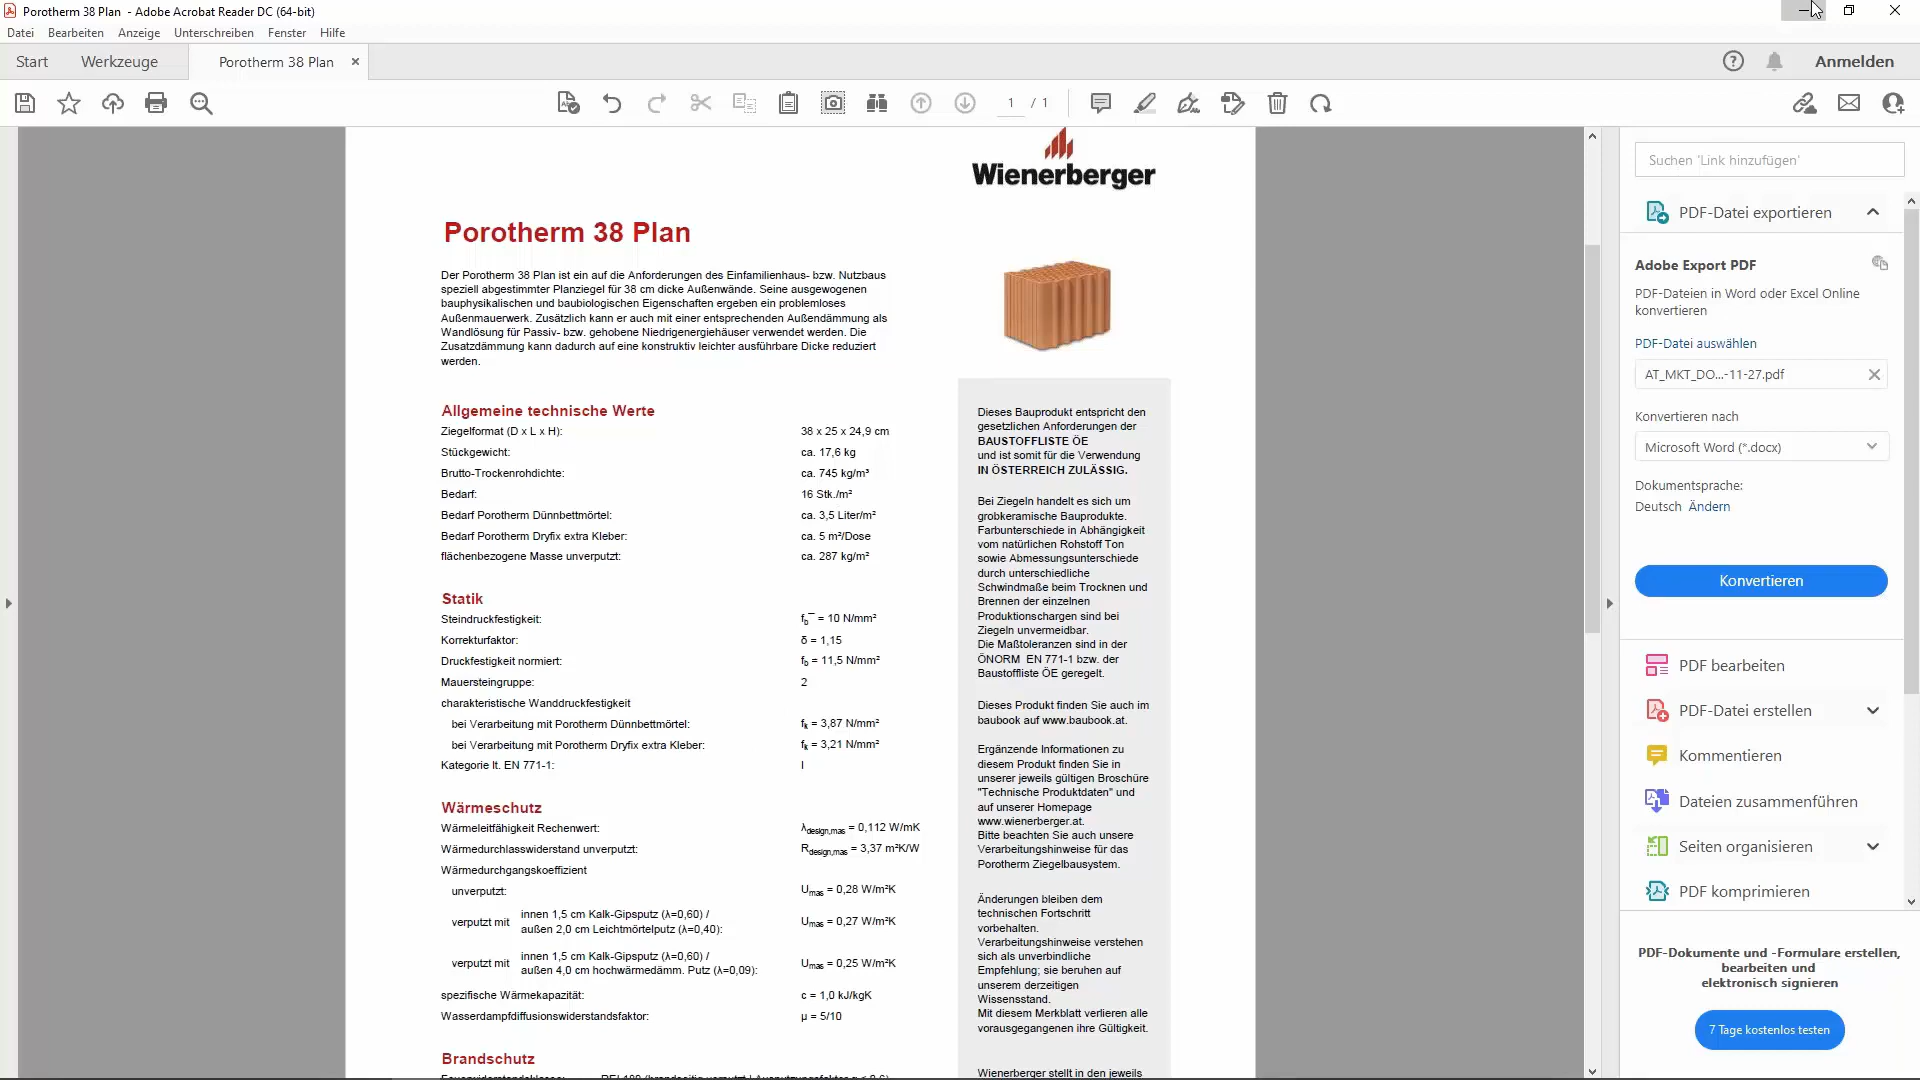 Porotherm 38 Plan - Adobe Acrobat Reader DC (64-bit)
Datei Bearbeiten Anzeige Unterschreiben Fenster Hilfe
Start Werkzeuge Porotherm 38 Plan
Anmelden
1 / 1
Wienerberger
Porotherm 38 Plan
Der Porotherm 38 Plan ist ein auf die Anforderungen des Einfamilienhaus- bzw. Nutzbaus
speziell abgestimmter Planziegel für 38 cm dicke Außenwände. Seine ausgewogenen
bauphysikalischen und baubiologischen Eigenschaften ergeben ein problemloses
Außenmauerwerk. Zusätzlich kann er auch mit einer entsprechenden Außendämmung als
Wandlösung für Passiv- bzw. gehobene Niedrigenergiehäuser verwendet werden. Die
Zusatzdämmung kann dadurch auf eine konstruktiv leichter ausführbare Dicke reduziert
werden.
Allgemeine technische Werte
Ziegelformat (D x L x H): 38 x 25 x 24,9 cm
Stückgewicht: ca. 17,6 kg
Brutto-Trockenrohdichte: ca. 745 kg/m³
Bedarf: 16 Stk./m²
Bedarf Porotherm Dünnbettmörtel: ca. 3,5 Liter/m²
Bedarf Porotherm Dryfix extra Kleber: ca. 5 m²/Dose
flächenbezogene Masse unverputzt: ca. 287 kg/m²
Statik
Steindruckfestigkeit: fb‾ = 10 N/mm²
Korrekturfaktor: δ = 1,15
Druckfestigkeit normiert: fb = 11,5 N/mm²
Mauersteingruppe: 2
charakteristische Wanddruckfestigkeit
bei Verarbeitung mit Porotherm Dünnbettmörtel: fk = 3,87 N/mm²
bei Verarbeitung mit Porotherm Dryfix extra Kleber: fk = 3,21 N/mm²
Kategorie lt. EN 771-1: I
Wärmeschutz
Wärmeleitfähigkeit Rechenwert: λdesign,mas = 0,112 W/mK
Wärmedurchlasswiderstand unverputzt: Rdesign,mas = 3,37 m²K/W
Wärmedurchgangskoeffizient
unverputzt: Umas = 0,28 W/m²K
verputzt mit innen 1,5 cm Kalk-Gipsputz (λ=0,60) /
außen 2,0 cm Leichtmörtelputz (λ=0,40): Umas = 0,27 W/m²K
verputzt mit innen 1,5 cm Kalk-Gipsputz (λ=0,60) /
außen 4,0 cm hochwärmedämm. Putz (λ=0,09): Umas = 0,25 W/m²K
spezifische Wärmekapazität: c = 1,0 kJ/kgK
Wasserdampfdiffusionswiderstandsfaktor: µ = 5/10
Brandschutz
Dieses Bauprodukt entspricht den
gesetzlichen Anforderungen der
BAUSTOFFLISTE ÖE
und ist somit für die Verwendung
IN ÖSTERREICH ZULÄSSIG.
Bei Ziegeln handelt es sich um
grobkeramische Bauprodukte.
Farbunterschiede in Abhängigkeit
vom natürlichen Rohstoff Ton
sowie Abmessungsunterschiede
durch unterschiedliche
Schwindmaße beim Trocknen und
Brennen der einzelnen
Produktionschargen sind bei
Ziegeln unvermeidbar.
Die Maßtoleranzen sind in der
ÖNORM EN 771-1 bzw. der
Baustoffliste ÖE geregelt.
Dieses Produkt finden Sie auch im
baubook auf www.baubook.at.
Ergänzende Informationen zu
diesem Produkt finden Sie in
unserer jeweils gültigen Broschüre
"Technische Produktdaten" und
auf unserer Homepage
www.wienerberger.at.
Bitte beachten Sie auch unsere
Verarbeitungshinweise für das
Porotherm Ziegelbausystem.
Änderungen bleiben dem
technischen Fortschritt
vorbehalten.
Verarbeitungshinweise verstehen
sich als unverbindliche
Empfehlung; sie beruhen auf
unserem derzeitigen
Wissensstand.
Mit diesem Merkblatt verlieren alle
vorausgegangenen ihre Gültigkeit.
Wienerberger stellt in den jeweils
Suchen 'Link hinzufügen'
PDF-Datei exportieren
Adobe Export PDF
PDF-Dateien in Word oder Excel Online
konvertieren
PDF-Datei auswählen
AT_MKT_DO...-11-27.pdf
Konvertieren nach
Microsoft Word (*.docx)
Dokumentsprache:
Deutsch Ändern
Konvertieren
PDF bearbeiten
PDF-Datei erstellen
Kommentieren
Dateien zusammenführen
Seiten organisieren
PDF komprimieren
PDF-Dokumente und -Formulare erstellen,
bearbeiten und
elektronisch signieren
7 Tage kostenlos testen